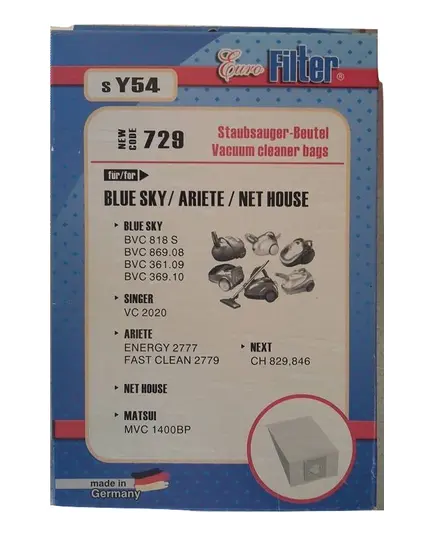 Euro Filter®
s Y54
NEW CODE 729
Staubsauger-Beutel
Vacuum cleaner bags
für/for
BLUE SKY/ ARIETE / NET HOUSE
BLUE SKY
BVC 818 S
BVC 869.08
BVC 361.09
BVC 369.10
SINGER
VC 2020
ARIETE
ENERGY 2777
FAST CLEAN 2779
NEXT
CH 829,846
NET HOUSE
MATSUI
MVC 1400BP
made in
Germany